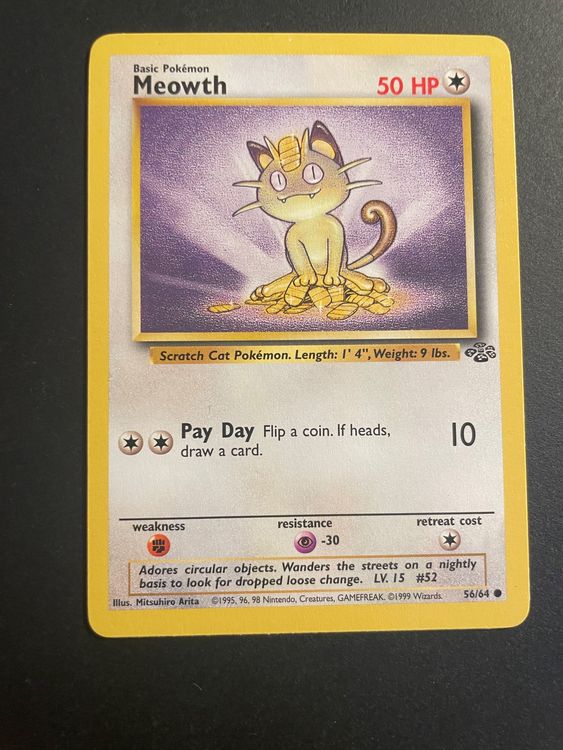 Basic Pokémon
Meowth 50 HP
Scratch Cat Pokémon. Length: 1' 4", Weight: 9 lbs.
Pay Day Flip a coin. If heads, 10
draw a card.
weakness resistance retreat cost
-30
Adores circular objects. Wanders the streets on a nightly
basis to look for dropped loose change. LV. 15 #52
Illus. Mitsuhiro Arita ©1995, 96, 98 Nintendo, Creatures, GAMEFREAK. ©1999 Wizards. 56/64